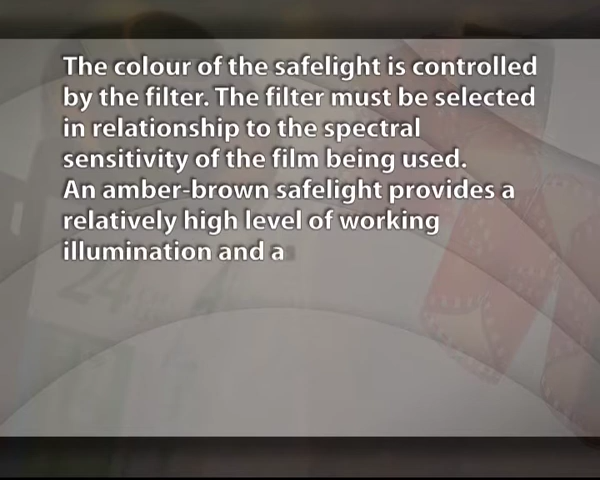 The colour of the safelight is controlled
by the filter. The filter must be selected
in relationship to the spectral
sensitivity of the film being used.
An amber-brown safelight provides a
relatively high level of working
illumination and a
24